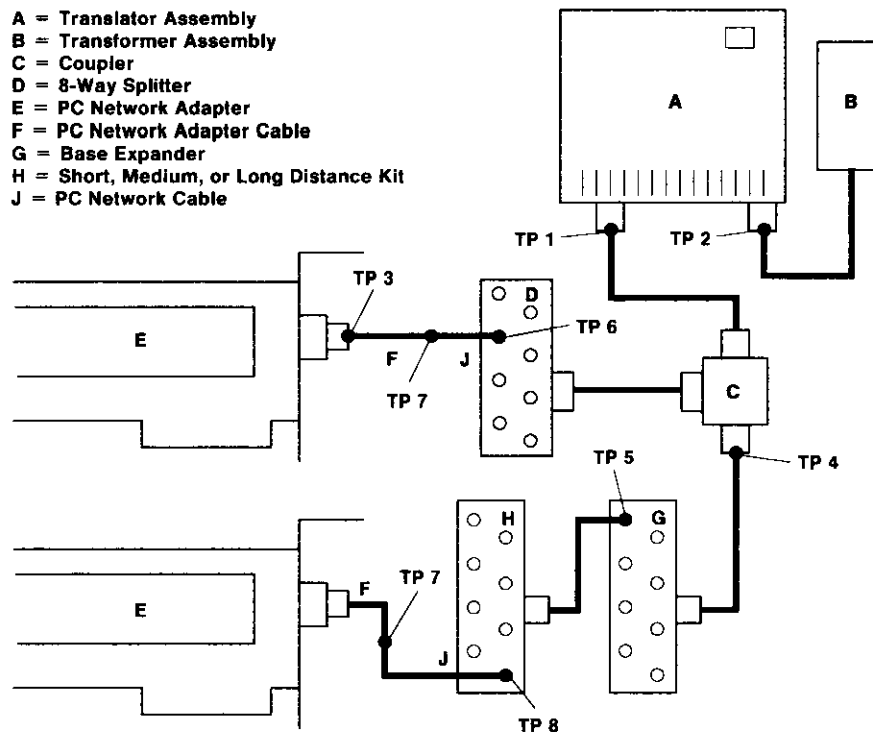 A = Translator Assembly
B = Transformer Assembly
C = Coupler
D = 8-Way Splitter
E = PC Network Adapter
F = PC Network Adapter Cable
G = Base Expander
H = Short, Medium, or Long Distance Kit
J = PC Network Cable
A
B
TP 1
TP 2
TP 3
D
E
TP 6
F
J
TP 7
C
TP 5
TP 4
H
G
F
TP 7
E
J
TP 8